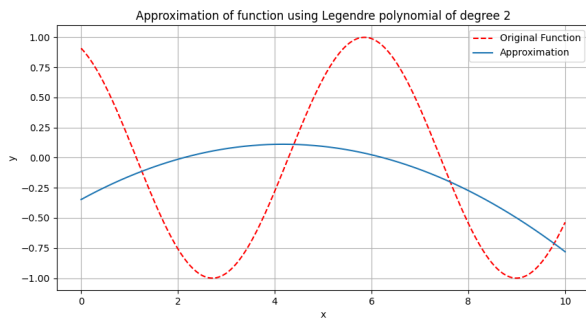 Approximation of function using Legendre polynomial of degree 2
Original Function
Approximation
1.00
0.75
0.50
0.25
0.00
−0.25
−0.50
−0.75
−1.00
y
0 2 4 6 8 10
x